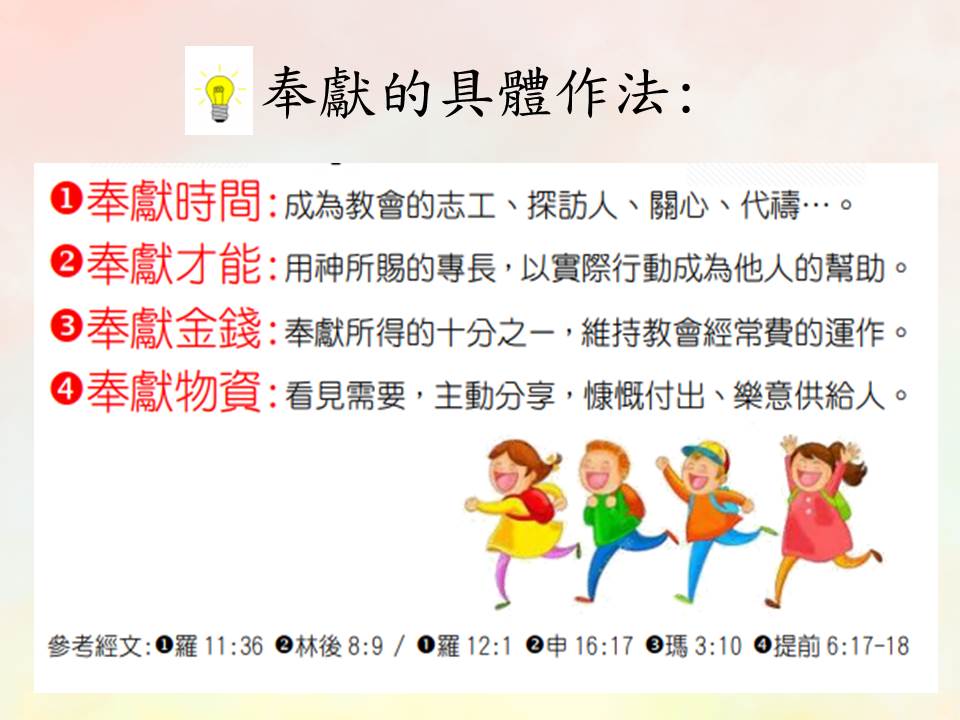 奉獻的具體作法:
❶奉獻時間:成為教會的志工、探訪人、關心、代禱…。
❷奉獻才能:用神所賜的專長,以實際行動成為他人的幫助。
❸奉獻金錢:奉獻所得的十分之一,維持教會經常費的運作。
❹奉獻物資:看見需要,主動分享,慷慨付出、樂意供給人。
參考經文:❶羅 11:36 ❷林後 8:9 / ❶羅 12:1 ❷申 16:17 ❸瑪 3:10 ❹提前 6:17-18